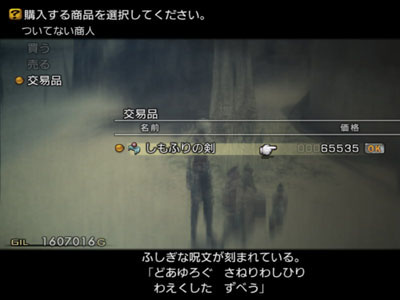 購入する商品を選択してください。
ついてない商人
買う
売る
交易品
交易品
名前 価格
しもふりの剣 00065535 OK
GIL 1607016G
ふしぎな呪文が刻まれている。
「どあゆろぐ さねりわしひり
わえくした ずべう」